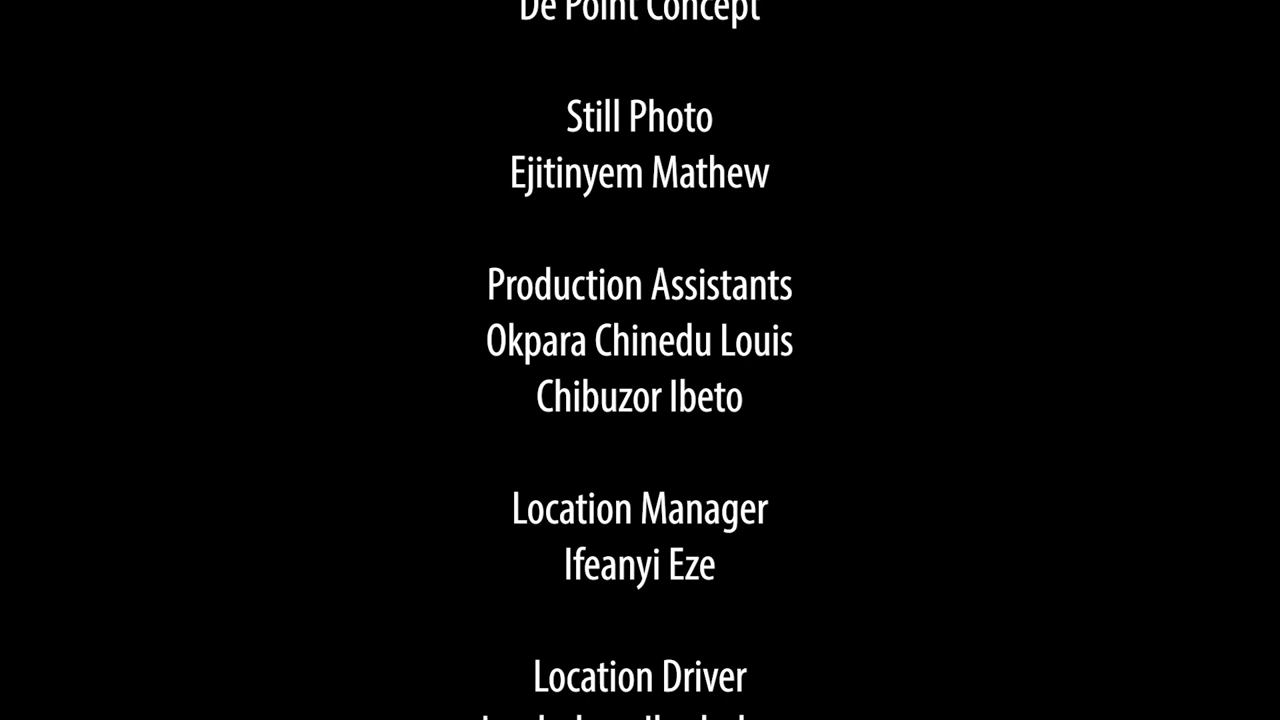 De Point Concept
Still Photo
Ejitinyem Mathew
Production Assistants
Okpara Chinedu Louis
Chibuzor Ibeto
Location Manager
Ifeanyi Eze
Location Driver